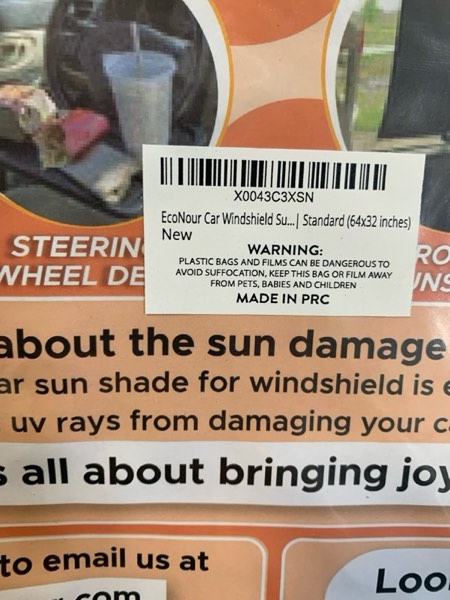 X0043C3XSN
EcoNour Car Windshield Su...| Standard (64x32 inches)
New
WARNING:
PLASTIC BAGS AND FILMS CAN BE DANGEROUS TO
AVOID SUFFOCATION, KEEP THIS BAG OR FILM AWAY
FROM PETS, BABIES AND CHILDREN
MADE IN PRC
STEERIN
WHEEL DE
RO
UNS
about the sun damage
ar sun shade for windshield is e
uv rays from damaging your c
s all about bringing joy
to email us at
.com
Loo